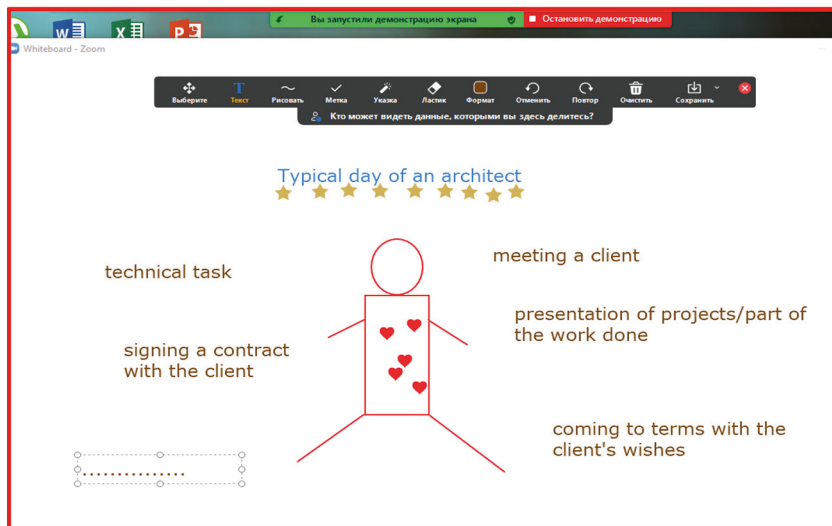 Вы запустили демонстрацию экрана
Остановить демонстрацию
W
X
P
Whiteboard - Zoom
Выберите
Текст
Рисовать
Метка
Указка
Ластик
Формат
Отменить
Повтор
Очистить
Сохранить
Кто может видеть данные, которыми вы здесь делитесь?
Typical day of an architect
technical task
meeting a client
presentation of projects/part of
the work done
signing a contract
with the client
coming to terms with the
client's wishes
...............